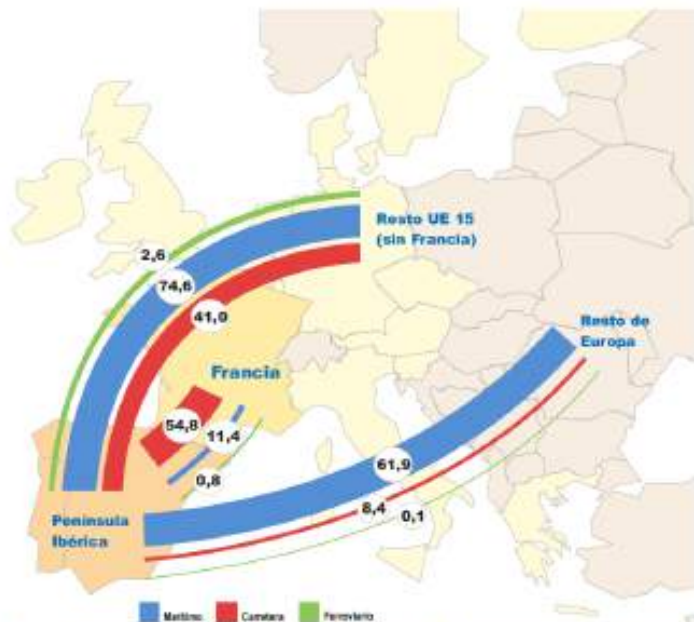 Resto UE 15
(sin Francia)
2,6
74,6
41,0
Resto de
Europa
Francia
54,8
11,4
0,8
61,9
8,4
0,1
Península
Ibérica
Marítimo Carretera Ferroviario